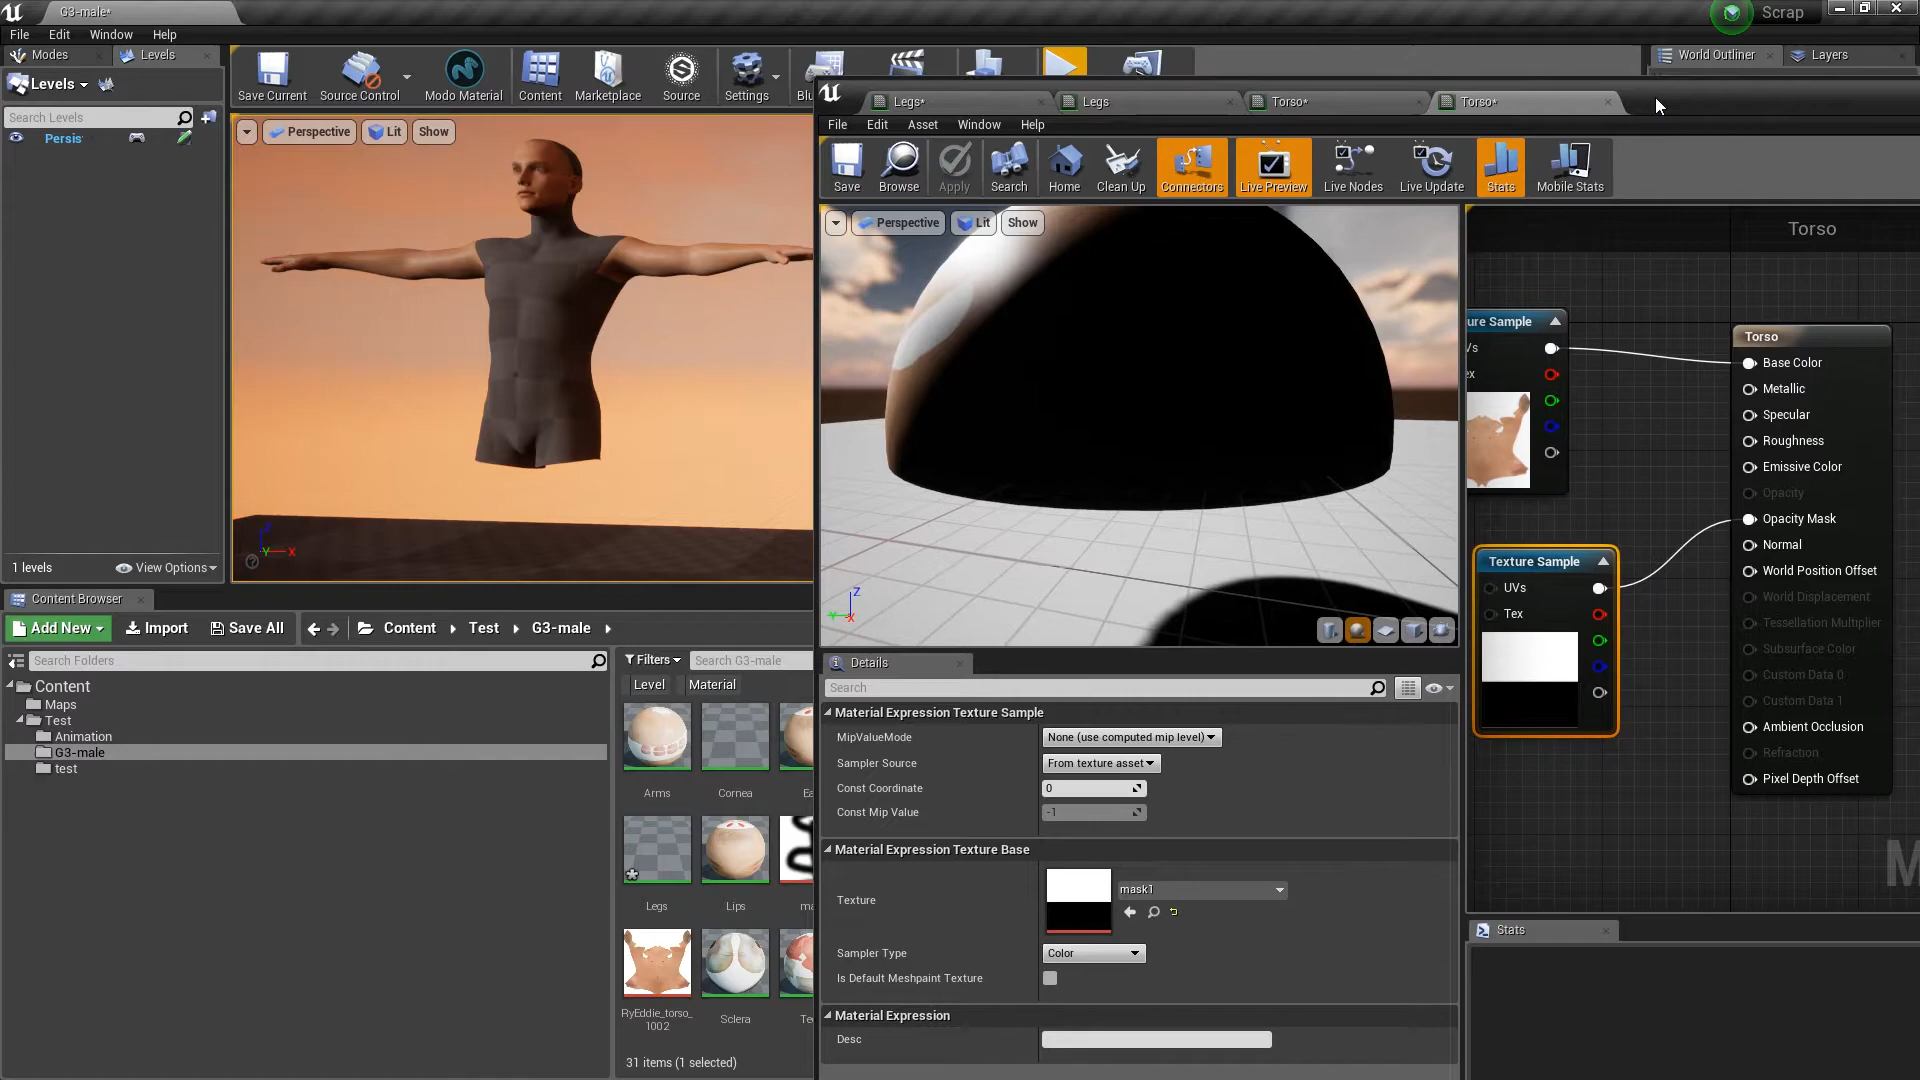 G3-male*
Scrap
File Edit Window Help
Modes
Levels
World Outliner
Layers
Levels
Save Current
Source Control
Modo Material
Content
Marketplace
Source
Settings
Search Levels
Persis
Perspective
Lit
Show
Legs*
Legs
Torso*
Torso*
File Edit Asset Window Help
Save
Browse
Apply
Search
Home
Clean Up
Connectors
Live Preview
Live Nodes
Live Update
Stats
Mobile Stats
Perspective
Lit
Show
Torso
ure Sample
Torso
Base Color
Metallic
Specular
Roughness
Emissive Color
Opacity
Opacity Mask
Normal
World Position Offset
World Displacement
Tessellation Multiplier
Subsurface Color
Custom Data 0
Custom Data 1
Ambient Occlusion
Refraction
Pixel Depth Offset
Texture Sample
UVs
Tex
1 levels
View Options
Content Browser
Add New
Import
Save All
Content
Test
G3-male
Search Folders
Content
Maps
Test
Animation
G3-male
test
Filters
Search G3-male
Level
Material
Arms
Cornea
Legs
Lips
RyEddie_torso_
1002
Sclera
31 items (1 selected)
Details
Search
Material Expression Texture Sample
MipValueMode
None (use computed mip level)
Sampler Source
From texture asset
Const Coordinate
0
Const Mip Value
-1
Material Expression Texture Base
Texture
mask1
Sampler Type
Color
Is Default Meshpaint Texture
Material Expression
Desc
Stats